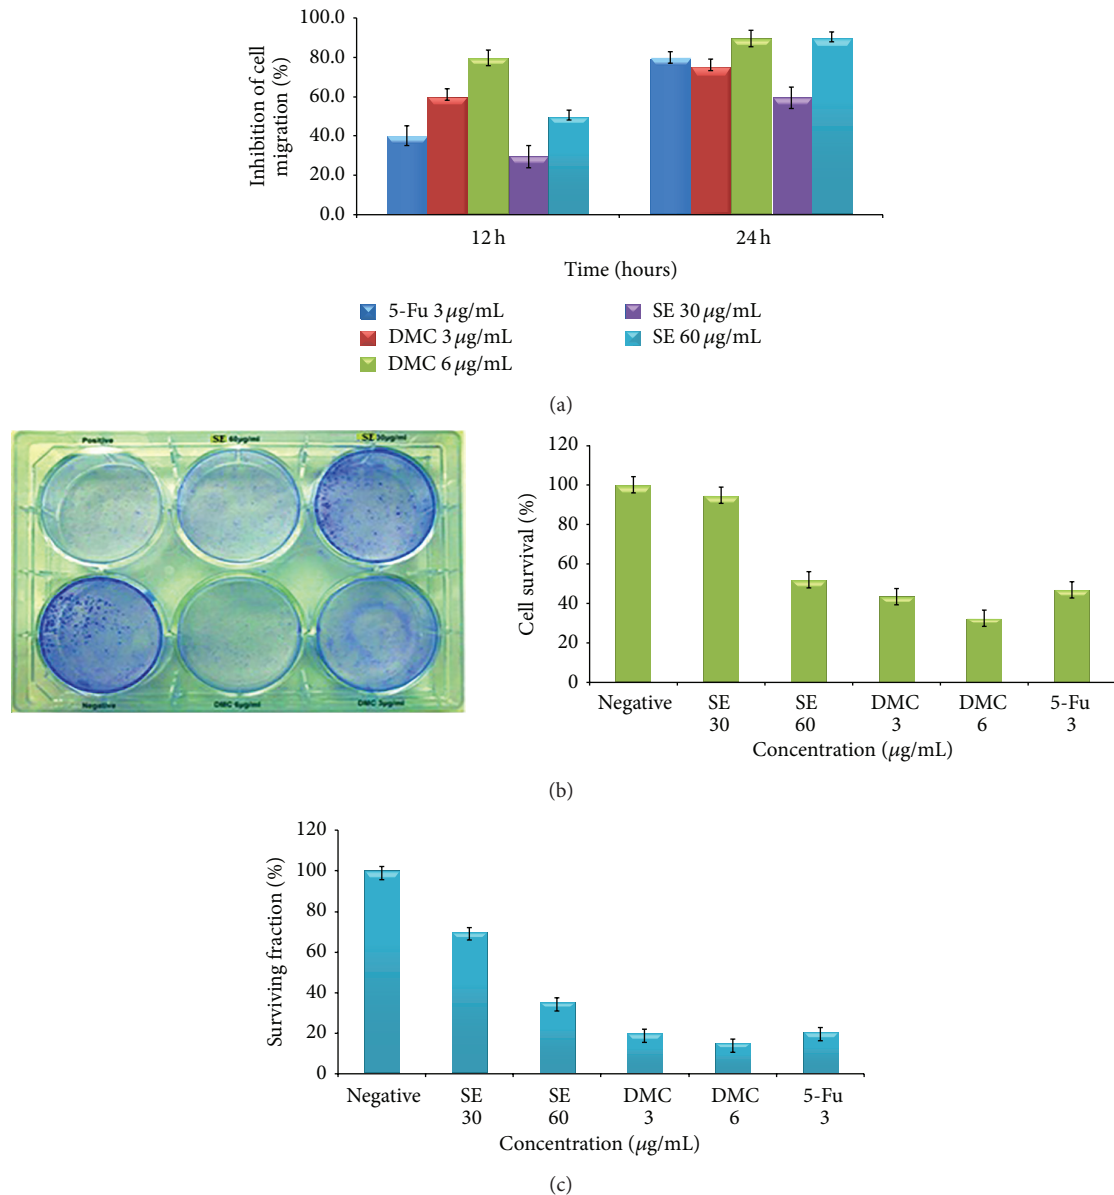 100.0
80.0
60.0
40.0
20.0
0.0
Inhibition of cell
migration (%)
12 h
24 h
Time (hours)
5-Fu 3 μg/mL
DMC 3 μg/mL
DMC 6 μg/mL
SE 30 μg/mL
SE 60 μg/mL
(a)
Positive
SE 60μg/ml
SE 30μg/ml
Negative
DMC 6μg/ml
DMC 3μg/ml
120
100
80
60
40
20
0
Cell survival (%)
Negative
SE
30
SE
60
DMC
3
DMC
6
5-Fu
3
Concentration (μg/mL)
(b)
120
100
80
60
40
20
0
Surviving fraction (%)
Negative
SE
30
SE
60
DMC
3
DMC
6
5-Fu
3
Concentration (μg/mL)
(c)